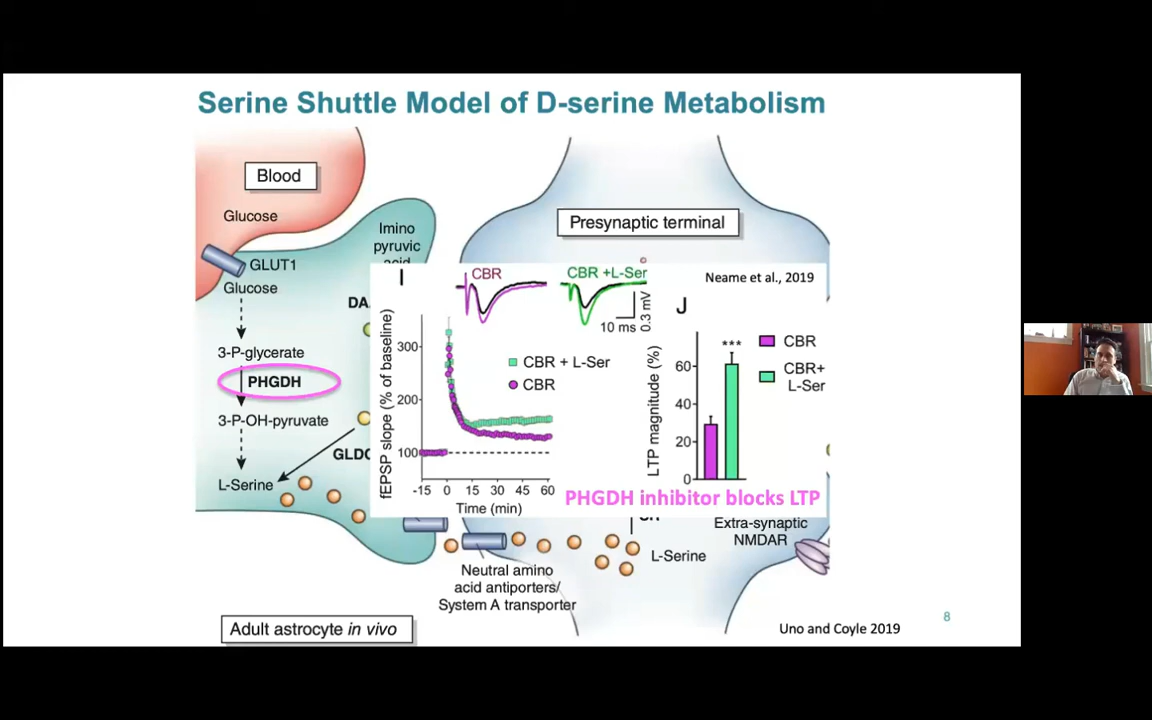 Serine Shuttle Model of D-serine Metabolism
Blood
Glucose
GLUT1
Glucose
3-P-glycerate
PHGDH
3-P-OH-pyruvate
L-Serine
Imino
pyruvic
acid
Presynaptic terminal
I
CBR
CBR +L-Ser
Neame et al., 2019
10 ms
0.3 mV
fEPSP slope (% of baseline)
300
200
100
CBR + L-Ser
CBR
-15 0 15 30 45 60
Time (min)
J
LTP magnitude (%)
60
40
20
0
***
CBR
CBR+
L-Ser
PHGDH inhibitor blocks LTP
Extra-synaptic
NMDAR
L-Serine
Neutral amino
acid antiporters/
System A transporter
Adult astrocyte in vivo
Uno and Coyle 2019
8